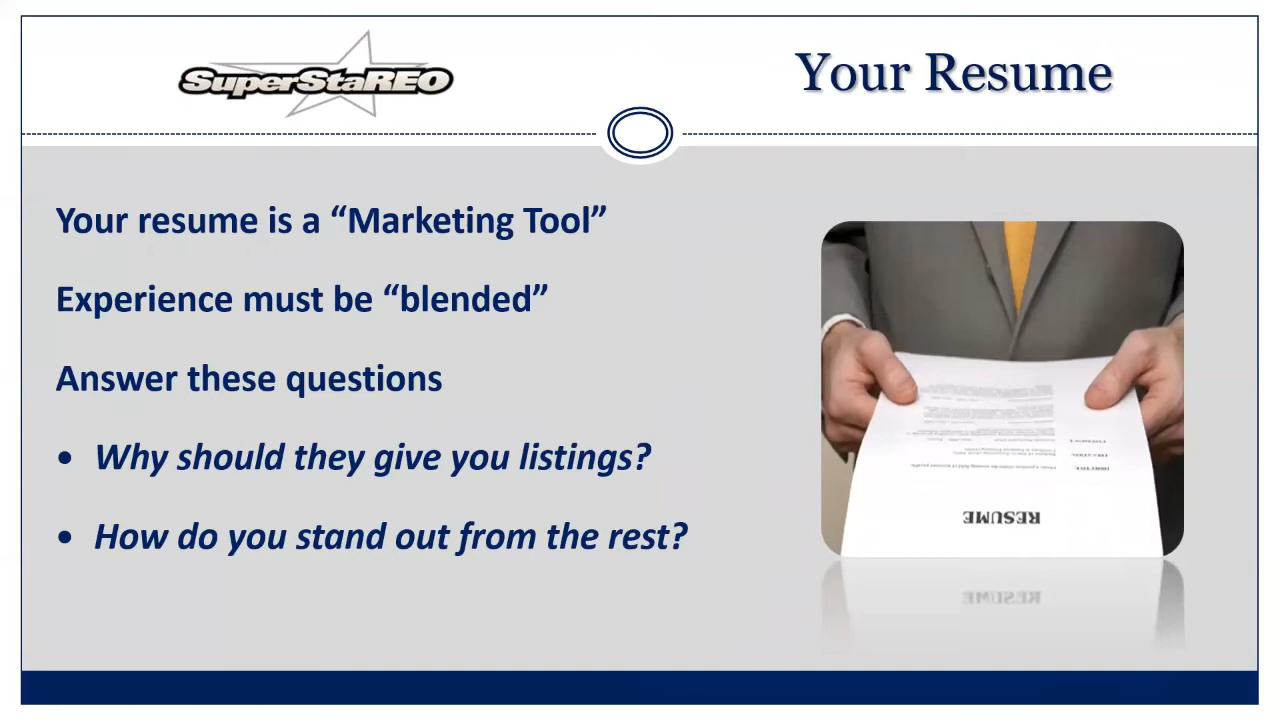 SuperStaREO
Your Resume
Your resume is a “Marketing Tool”
Experience must be “blended”
Answer these questions
• Why should they give you listings?
• How do you stand out from the rest?
RESUME